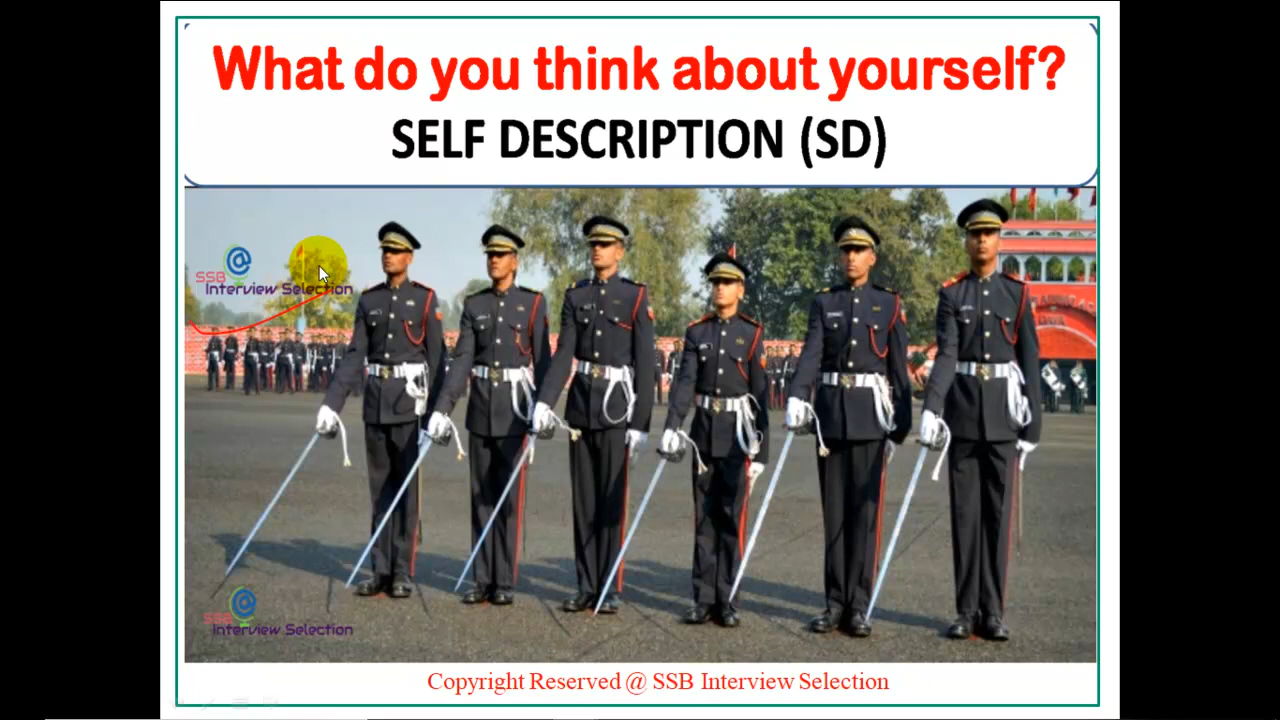 What do you think about yourself?
SELF DESCRIPTION (SD)
SSB
Interview Selection
SSB
Interview Selection
Copyright Reserved @ SSB Interview Selection